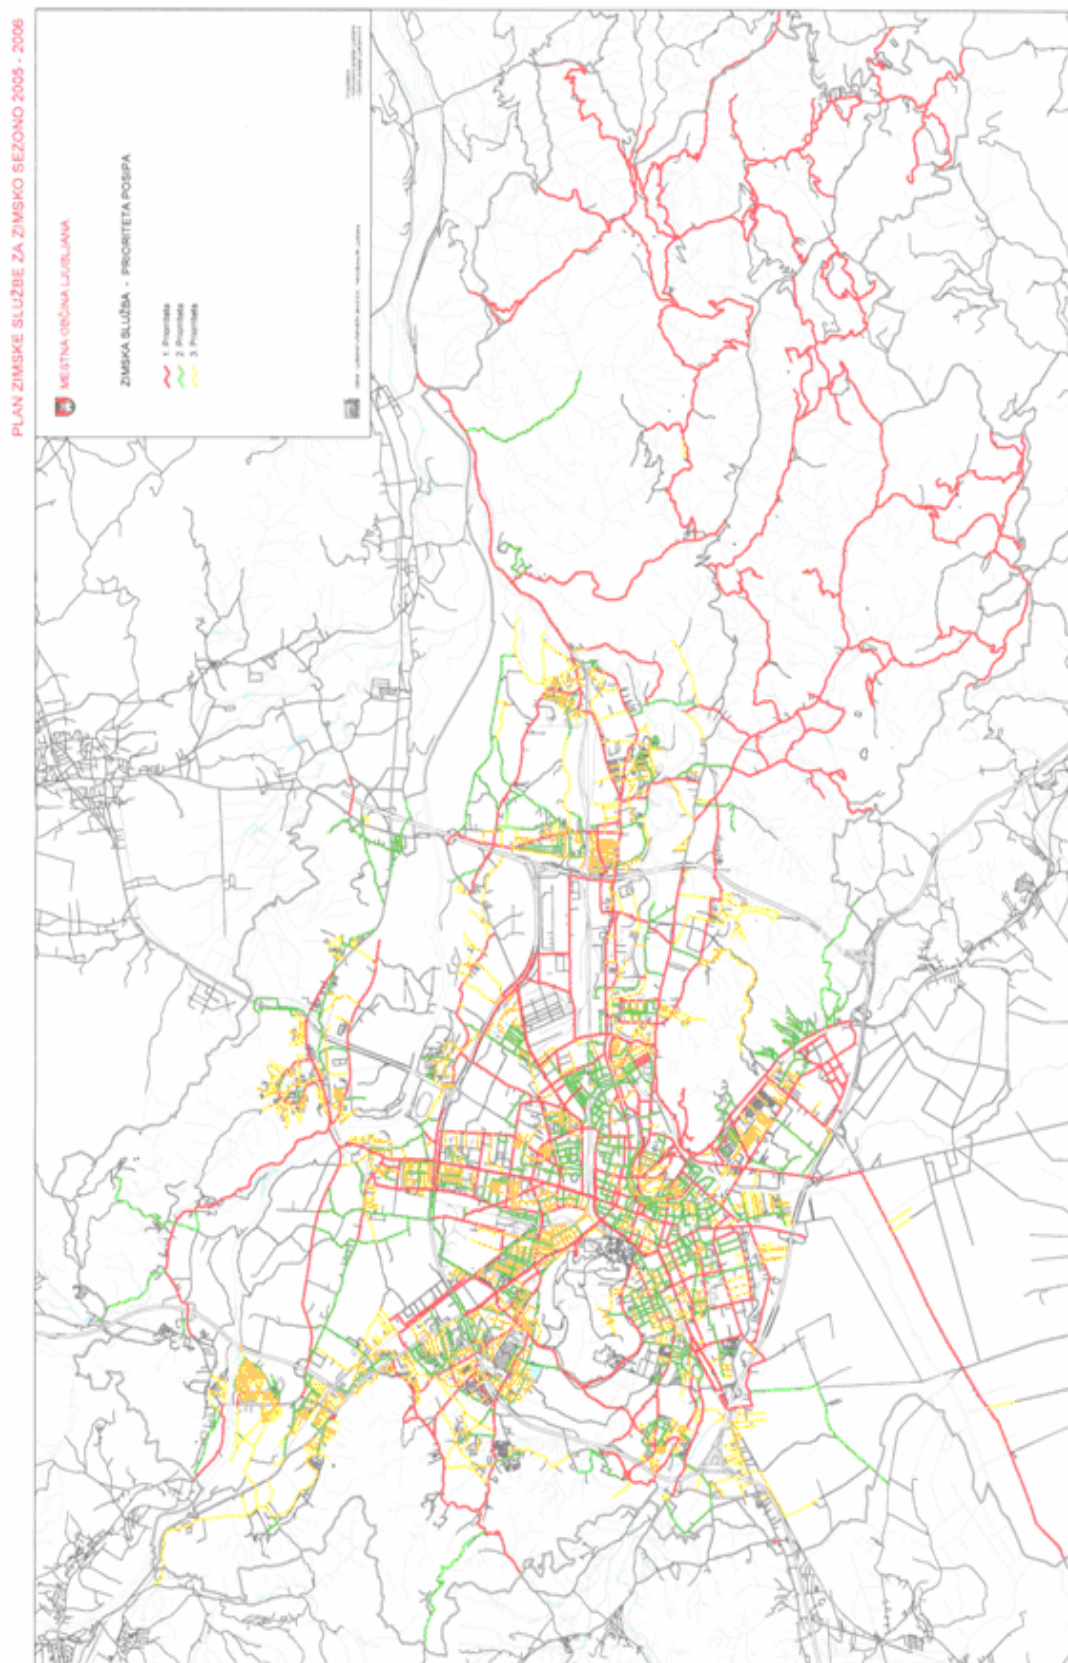 PLAN ZIMSKE SLUŽBE ZA ZIMSKO SEZONO 2005 - 2006
MESTNA OBČINA LJUBLJANA
ZIMSKA SLUŽBA - PRIORITETA POSIPA
1. Prioriteta
2. Prioriteta
3. Prioriteta